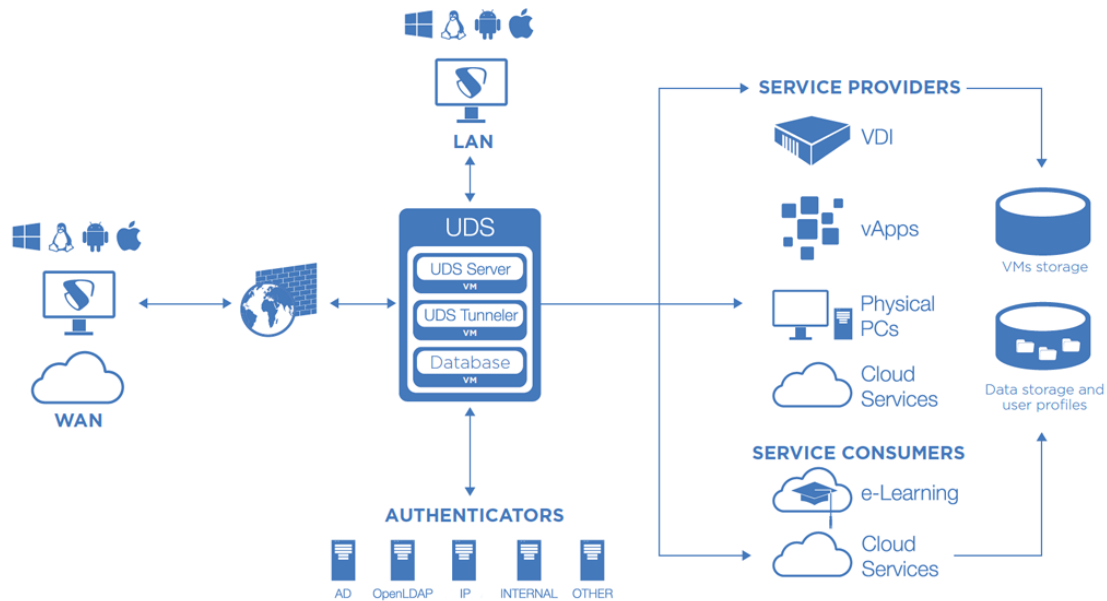 LAN
WAN
UDS
UDS Server
VM
UDS Tunneler
VM
Database
VM
AUTHENTICATORS
AD
OpenLDAP
IP
INTERNAL
OTHER
SERVICE PROVIDERS
VDI
vApps
Physical
PCs
Cloud
Services
SERVICE CONSUMERS
e-Learning
Cloud
Services
VMs storage
Data storage and
user profiles